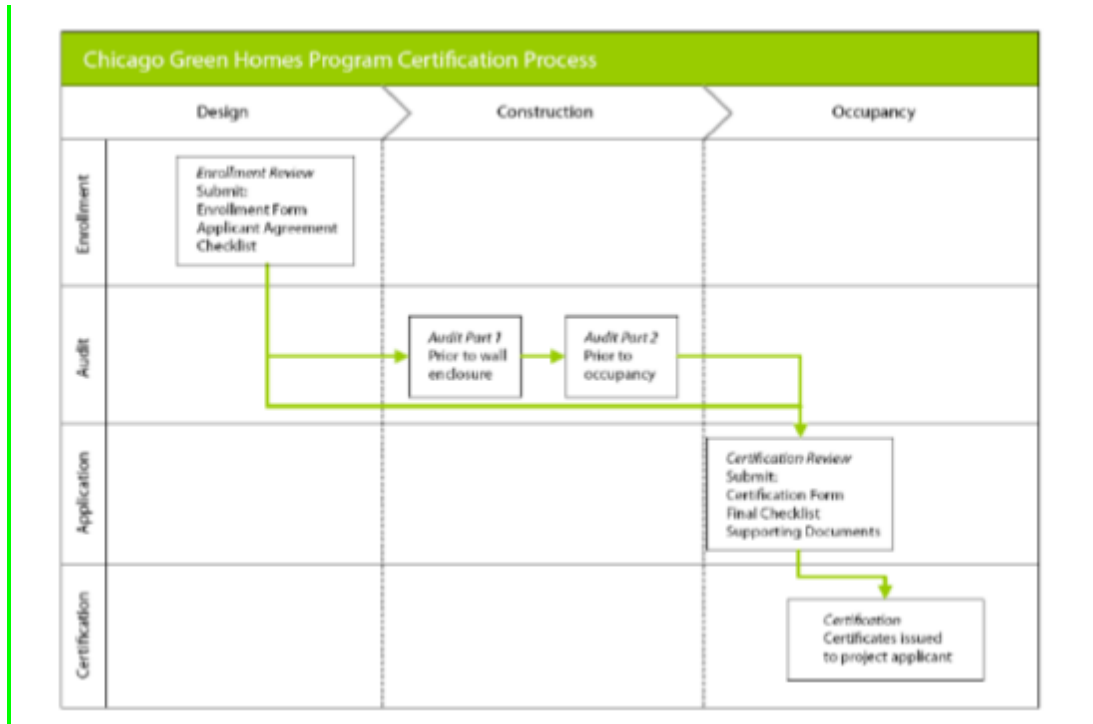 Chicago Green Homes Program Certification Process
Design
Construction
Occupancy
Enrollment
Enrollment Review
Submit:
Enrollment Form
Applicant Agreement
Checklist
Audit
Audit Part 1
Prior to wall
enclosure
Audit Part 2
Prior to
occupancy
Application
Certification Review
Submit:
Certification Form
Final Checklist
Supporting Documents
Certification
Certification
Certificates issued
to project applicant